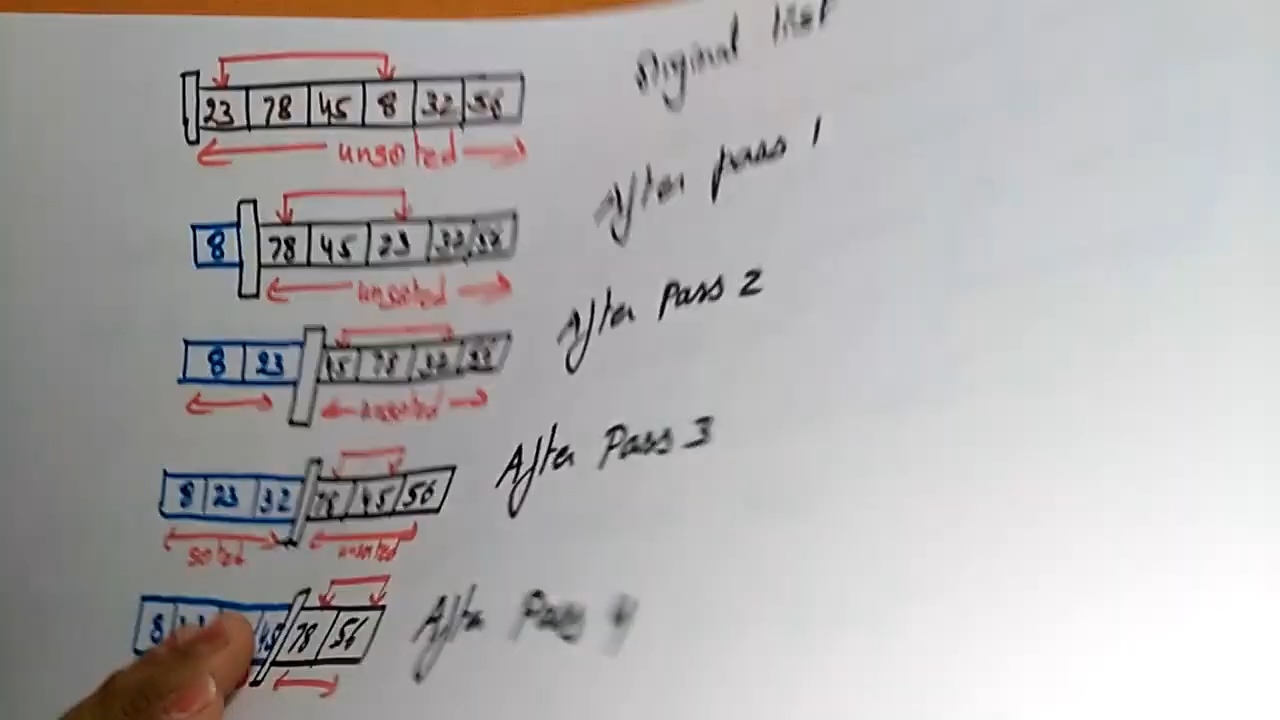 23 78 45 8 32 56 Original list
unsorted
8 78 45 23 32 After pass 1
unsorted
8 23 45 78 32 After Pass 2
unsorted
8 23 32 78 45 56 After Pass 3
sorted unsorted
8 45 78 56 After Pass 4